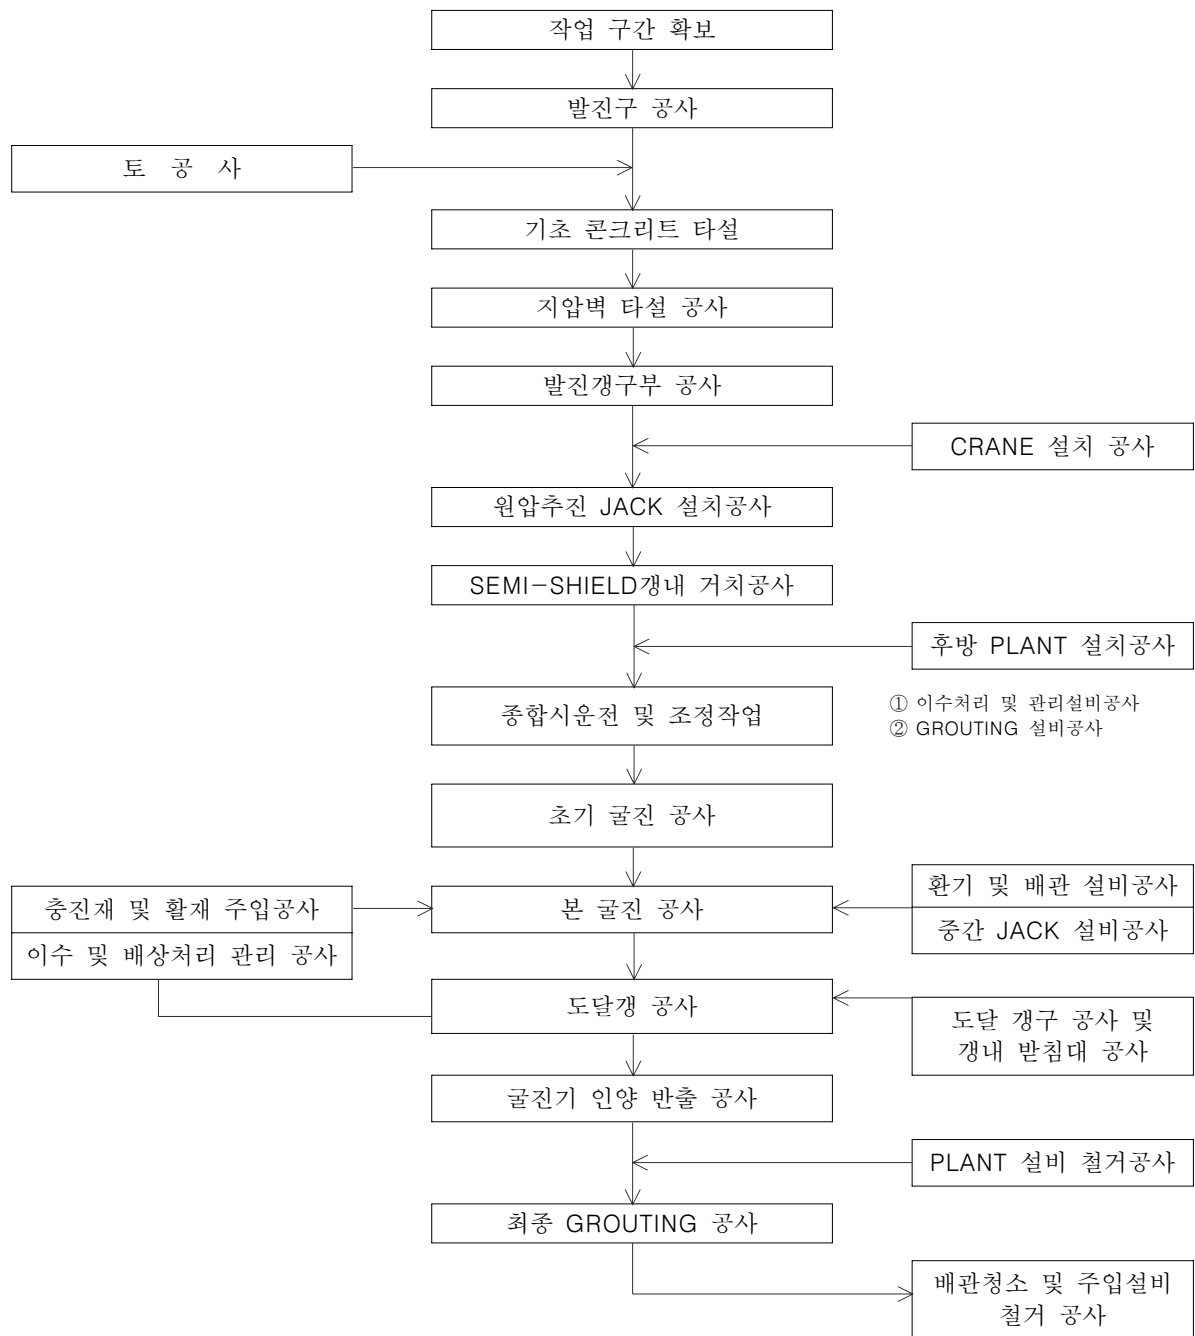 작업 구간 확보
발진구 공사
토 공 사
기초 콘크리트 타설
지압벽 타설 공사
발진갱구부 공사
CRANE 설치 공사
원압추진 JACK 설치공사
SEMI-SHIELD갱내 거치공사
후방 PLANT 설치공사
① 이수처리 및 관리설비공사
② GROUTING 설비공사
종합시운전 및 조정작업
초기 굴진 공사
충진재 및 활재 주입공사
이수 및 배상처리 관리 공사
본 굴진 공사
환기 및 배관 설비공사
중간 JACK 설비공사
도달갱 공사
도달 갱구 공사 및
갱내 받침대 공사
굴진기 인양 반출 공사
PLANT 설비 철거공사
최종 GROUTING 공사
배관청소 및 주입설비
철거 공사